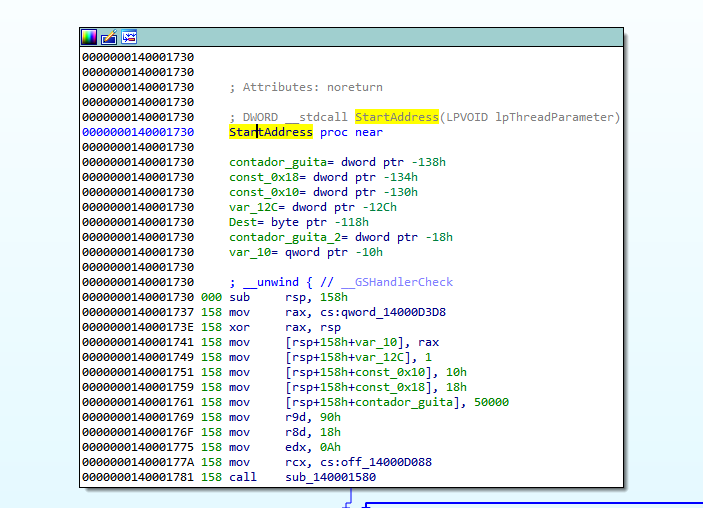 0000000140001730
0000000140001730
0000000140001730 ; Attributes: noreturn
0000000140001730
0000000140001730 ; DWORD __stdcall StartAddress(LPVOID lpThreadParameter)
0000000140001730 StartAddress proc near
0000000140001730
0000000140001730 contador_guita= dword ptr -138h
0000000140001730 const_0x18= dword ptr -134h
0000000140001730 const_0x10= dword ptr -130h
0000000140001730 var_12C= dword ptr -12Ch
0000000140001730 Dest= byte ptr -118h
0000000140001730 contador_guita_2= dword ptr -18h
0000000140001730 var_10= qword ptr -10h
0000000140001730
0000000140001730 ; __unwind { // __GSHandlerCheck
0000000140001730 000 sub rsp, 158h
0000000140001737 158 mov rax, cs:qword_14000D3D8
000000014000173E 158 xor rax, rsp
0000000140001741 158 mov [rsp+158h+var_10], rax
0000000140001749 158 mov [rsp+158h+var_12C], 1
0000000140001751 158 mov [rsp+158h+const_0x10], 10h
0000000140001759 158 mov [rsp+158h+const_0x18], 18h
0000000140001761 158 mov [rsp+158h+contador_guita], 50000
0000000140001769 158 mov r9d, 90h
000000014000176F 158 mov r8d, 18h
0000000140001775 158 mov edx, 0Ah
000000014000177A 158 mov rcx, cs:off_14000D088
0000000140001781 158 call sub_140001580